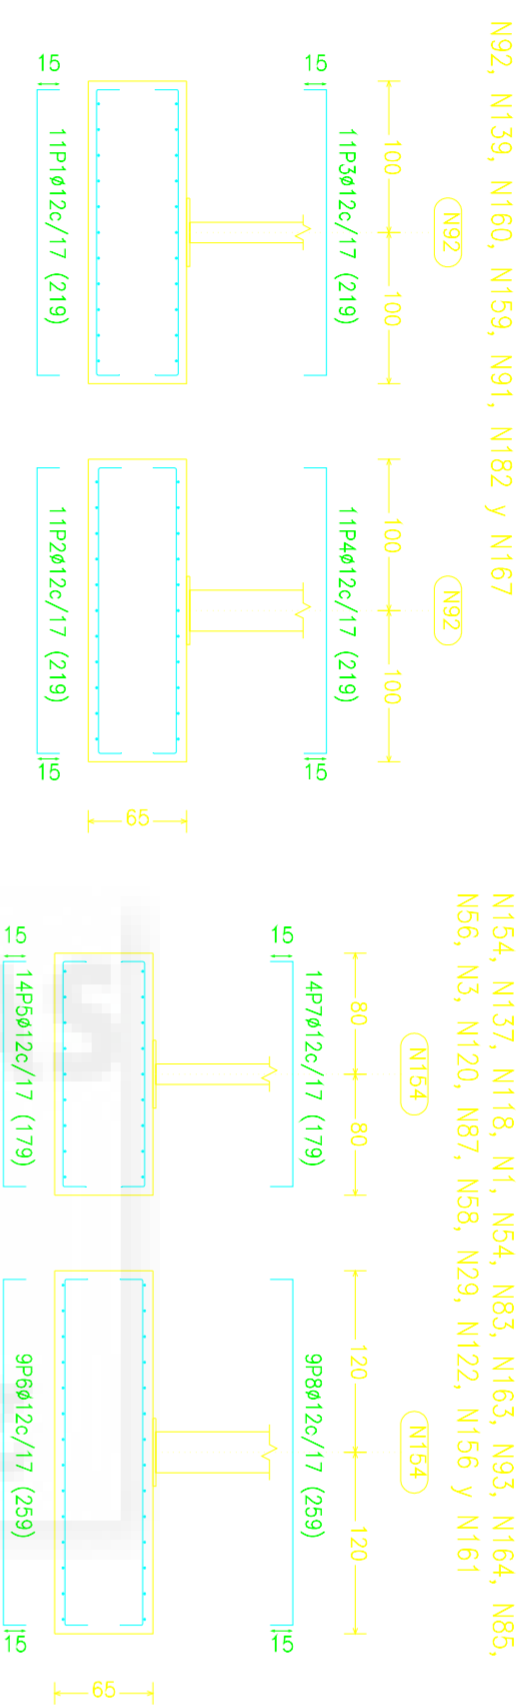 N92, N139, N160, N159, N91, N182 y N167
N92
N92
100
100
100
100
15
11P3ø12c/17 (219)
11P4ø12c/17 (219)
15
65
15
11P1ø12c/17 (219)
11P2ø12c/17 (219)
15
N154, N137, N118, N1, N54, N83, N163, N93, N164, N85,
N56, N3, N120, N87, N58, N29, N122, N156 y N161
N154
N154
80
80
120
120
15
14P7ø12c/17 (179)
9P8ø12c/17 (259)
15
65
15
14P5ø12c/17 (179)
9P6ø12c/17 (259)
15